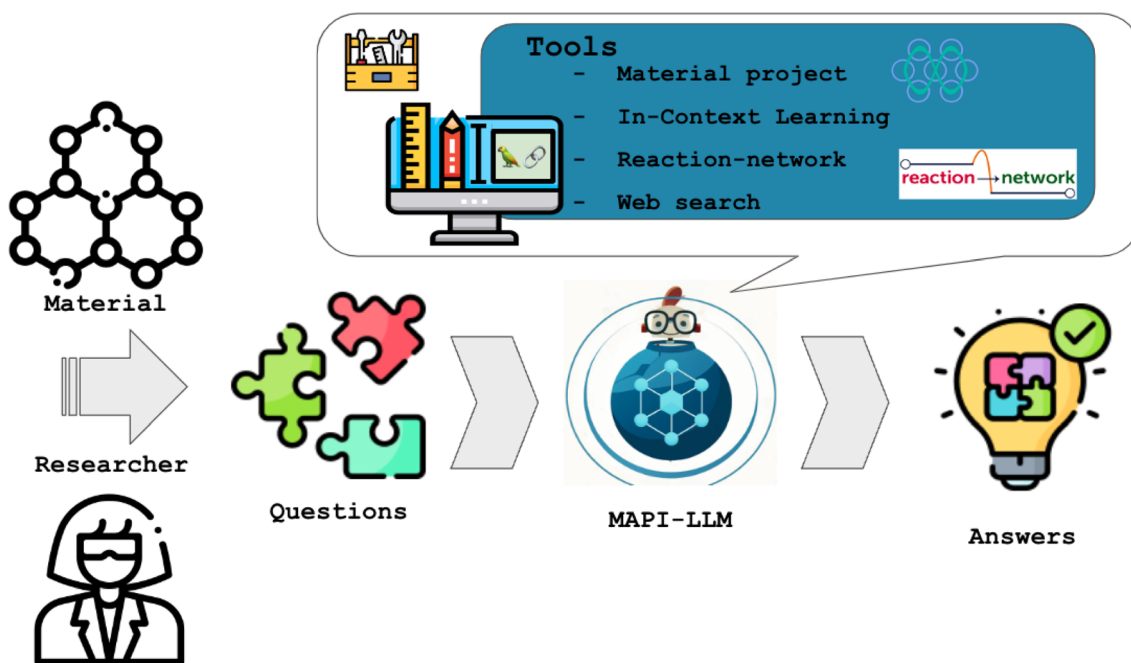 Tools
- Material project
- In-Context Learning
- Reaction-network
- Web search
reaction→network
Material
Researcher
Questions
MAPI-LLM
Answers